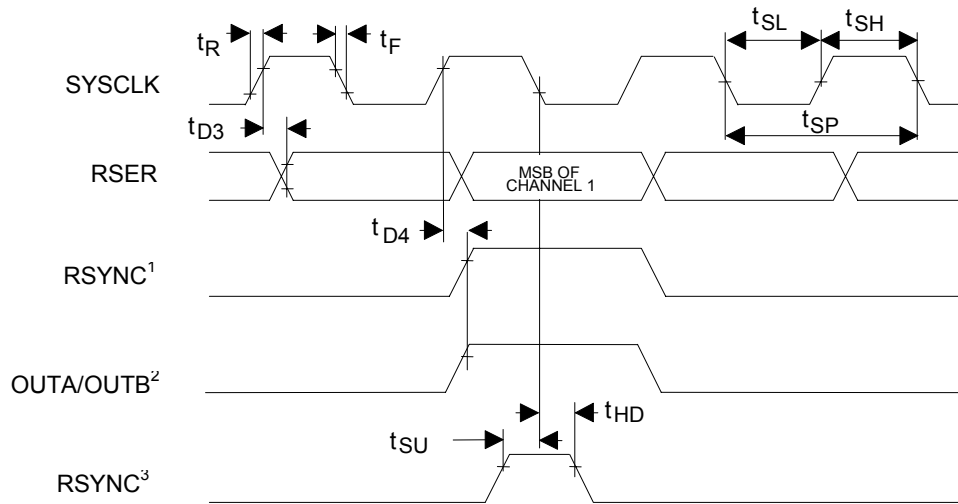 tR
tF
tSL
tSH
SYSCLK
tD3
tSP
RSER
MSB OF
CHANNEL 1
tD4
RSYNC1
OUTA/OUTB2
tHD
tSU
RSYNC3